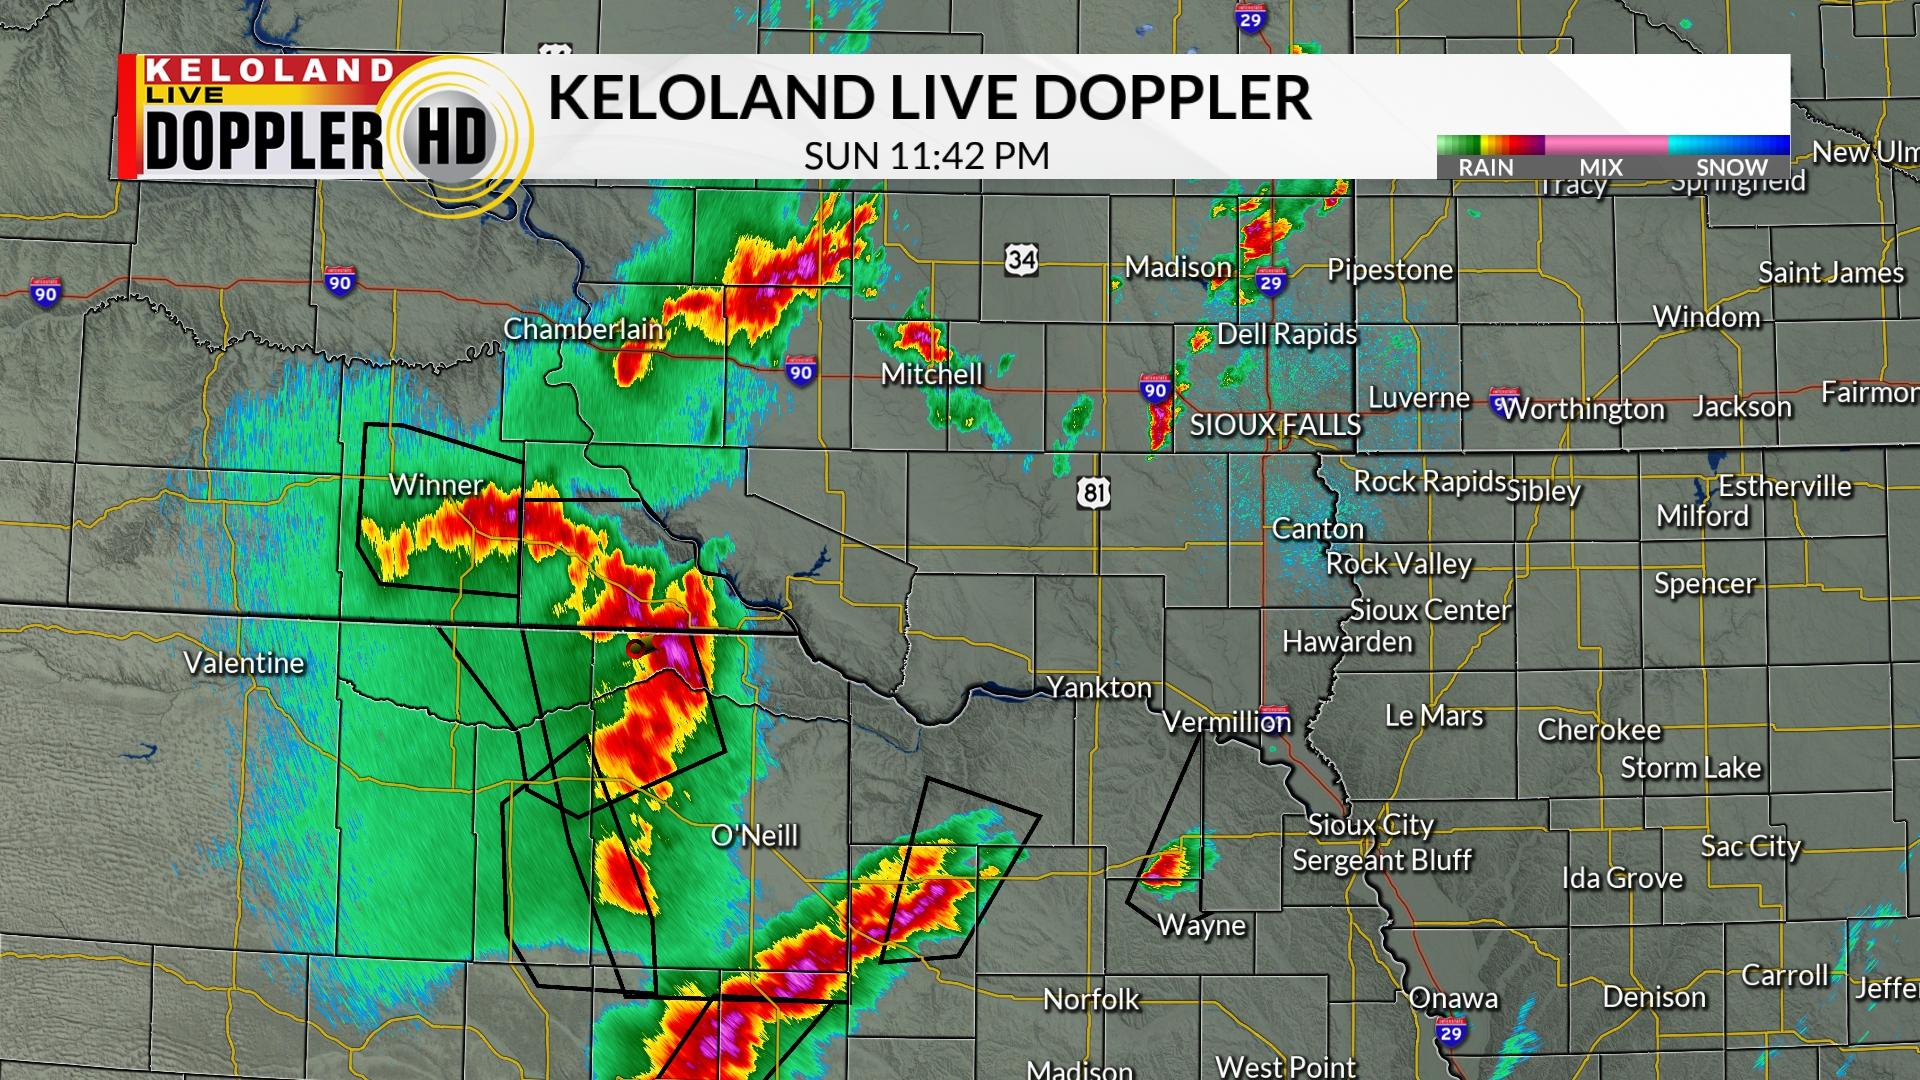 29
KELOLAND
LIVE
DOPPLER HD
KELOLAND LIVE DOPPLER
SUN 11:42 PM
RAIN MIX SNOW
New Ulm
Tracy Springfield
34
Madison Pipestone Saint James
90 90 29
Windom
Chamberlain Dell Rapids
90 Mitchell 90 Luverne Worthington Jackson Fairmon
SIOUX FALLS
Winner 81 Rock Rapids Sibley Estherville
Milford
Canton
Rock Valley Spencer
Sioux Center
Hawarden
Valentine
Yankton
Vermillion Le Mars Cherokee
Storm Lake
O'Neill Sioux City Sac City
Sergeant Bluff Ida Grove
Wayne
Carroll Jeffe
Norfolk Onawa Denison
29
Madison West Point